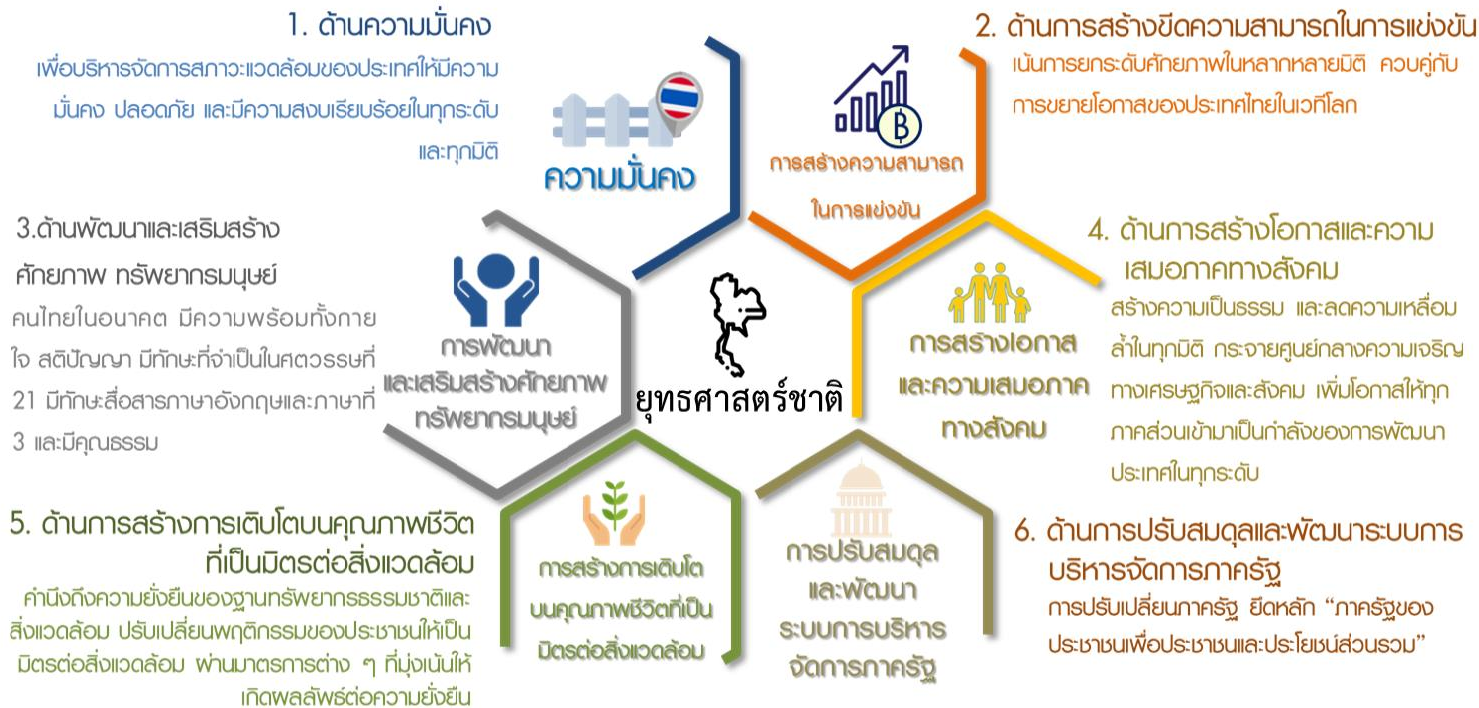 1. ด้านความมั่นคง
เพื่อบริหารจัดการสภาวะแวดล้อมของประเทศให้มีความ
มั่นคง ปลอดภัย และมีความสงบเรียบร้อยในทุกระดับ
และทุกมิติ
ความมั่นคง
2. ด้านการสร้างขีดความสามารถในการแข่งขัน
เน้นการยกระดับศักยภาพในหลากหลายมิติ ควบคู่กับ
การขยายโอกาสของประเทศไทยในเวทีโลก
฿
การสร้างความสามารถ
ในการแข่งขัน
3.ด้านพัฒนาและเสริมสร้าง
ศักยภาพ ทรัพยากรมนุษย์
คนไทยในอนาคต มีความพร้อมทั้งกาย
ใจ สติปัญญา มีทักษะที่จำเป็นในศตวรรษที่
21 มีทักษะสื่อสารภาษาอังกฤษและภาษาที่
3 และมีคุณธรรม
การพัฒนา
และเสริมสร้างศักยภาพ
ทรัพยากรมนุษย์
ยุทธศาสตร์ชาติ
การสร้างโอกาส
และความเสมอภาค
ทางสังคม
4. ด้านการสร้างโอกาสและความ
เสมอภาคทางสังคม
สร้างความเป็นธรรม และลดความเหลื่อม
ล้ำในทุกมิติ กระจายศูนย์กลางความเจริญ
ทางเศรษฐกิจและสังคม เพิ่มโอกาสให้ทุก
ภาคส่วนเข้ามาเป็นกำลังของการพัฒนา
ประเทศในทุกระดับ
5. ด้านการสร้างการเติบโตบนคุณภาพชีวิต
ที่เป็นมิตรต่อสิ่งแวดล้อม
คำนึงถึงความยั่งยืนของฐานทรัพยากรธรรมชาติและ
สิ่งแวดล้อม ปรับเปลี่ยนพฤติกรรมของประชาชนให้เป็น
มิตรต่อสิ่งแวดล้อม ผ่านมาตรการต่าง ๆ ที่มุ่งเน้นให้
เกิดผลลัพธ์ต่อความยั่งยืน
การสร้างการเติบโต
บนคุณภาพชีวิตที่เป็น
มิตรต่อสิ่งแวดล้อม
การปรับสมดุล
และพัฒนา
ระบบการบริหาร
จัดการภาครัฐ
6. ด้านการปรับสมดุลและพัฒนาระบบการ
บริหารจัดการภาครัฐ
การปรับเปลี่ยนภาครัฐ ยึดหลัก “ภาครัฐของ
ประชาชนเพื่อประชาชนและประโยชน์ส่วนรวม”